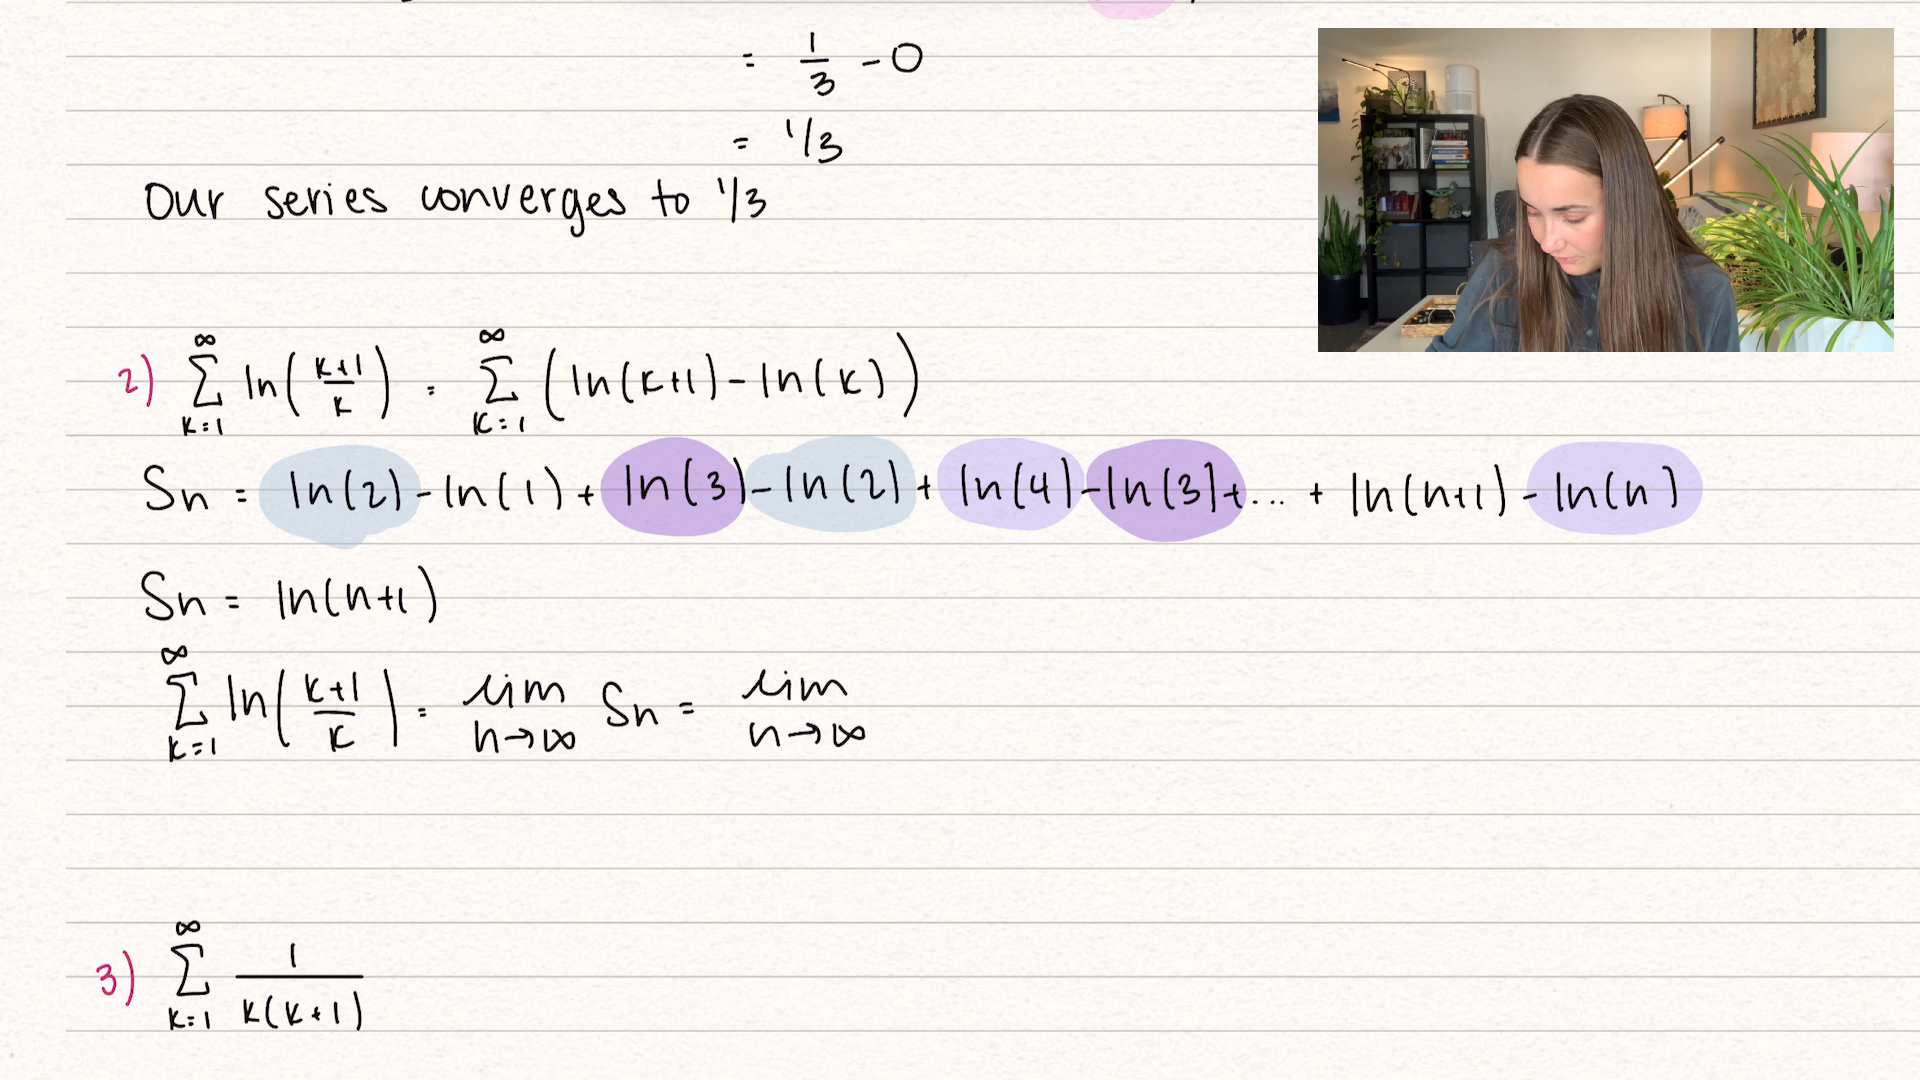 = 1/3 - 0
= 1/3
Our series converges to 1/3
2) ∞ Σ k=1 ln(k+1/k) = ∞ Σ k=1 (ln(k+1) - ln(k))
Sn = ln(2) - ln(1) + ln(3) - ln(2) + ln(4) - ln(3) + ... + ln(n+1) - ln(n)
Sn = ln(n+1)
∞ Σ k=1 ln(k+1/k) = lim n→∞ Sn = lim n→∞
3) ∞ Σ k=1 1/k(k+1)